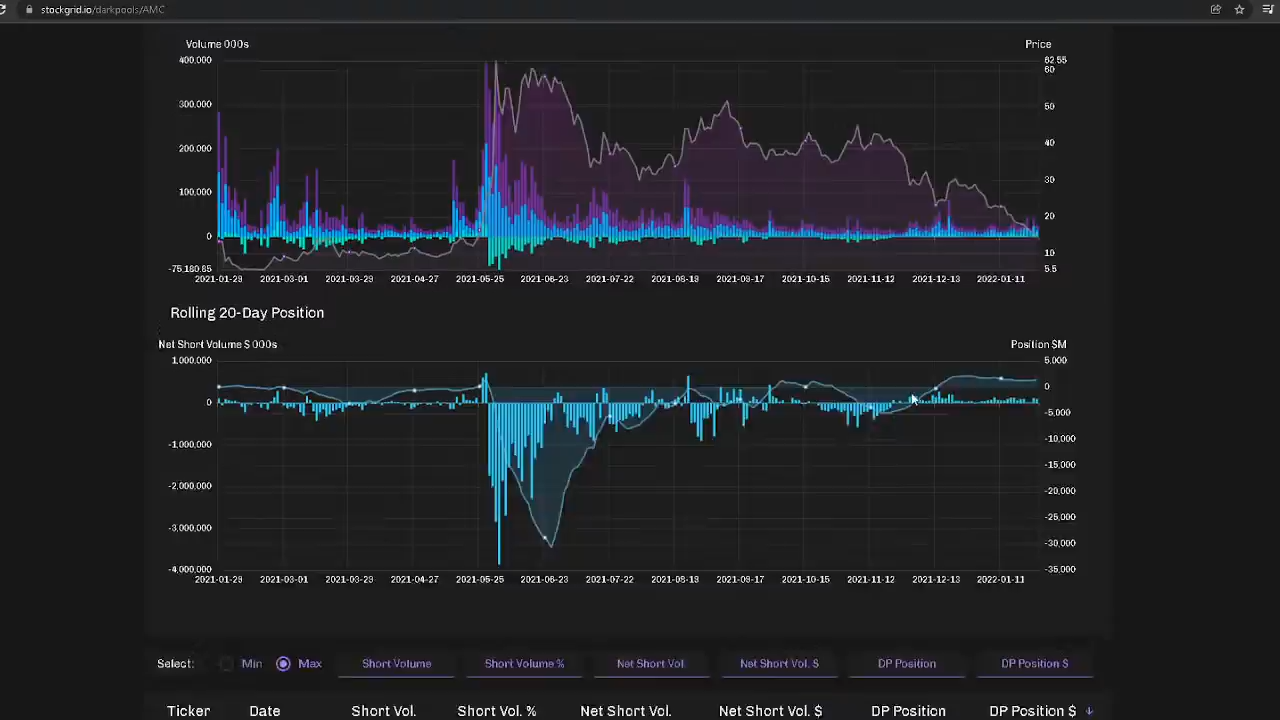 stockgrid.io/darkpools/AMC
Volume 000s Price
400,000 62.55
60
300,000 50
200,000 40
100,000 30
20
0
10
-75,180.65 5.5
2021-01-29 2021-03-01 2021-03-29 2021-04-27 2021-05-25 2021-06-23 2021-07-22 2021-08-19 2021-09-17 2021-10-15 2021-11-12 2021-12-13 2022-01-11
Rolling 20-Day Position
Net Short Volume $ 000s Position $M
1,000,000 5,000
0
0
-5,000
-1,000,000 -10,000
-15,000
-2,000,000 -20,000
-25,000
-3,000,000
-30,000
-4,000,000 -35,000
2021-01-29 2021-03-01 2021-03-29 2021-04-27 2021-05-25 2021-06-23 2021-07-22 2021-08-19 2021-09-17 2021-10-15 2021-11-12 2021-12-13 2022-01-11
Select: Min Max Short Volume Short Volume % Net Short Vol. Net Short Vol. $ DP Position DP Position $
Ticker Date Short Vol. Short Vol. % Net Short Vol. Net Short Vol. $ DP Position DP Position $ ↓